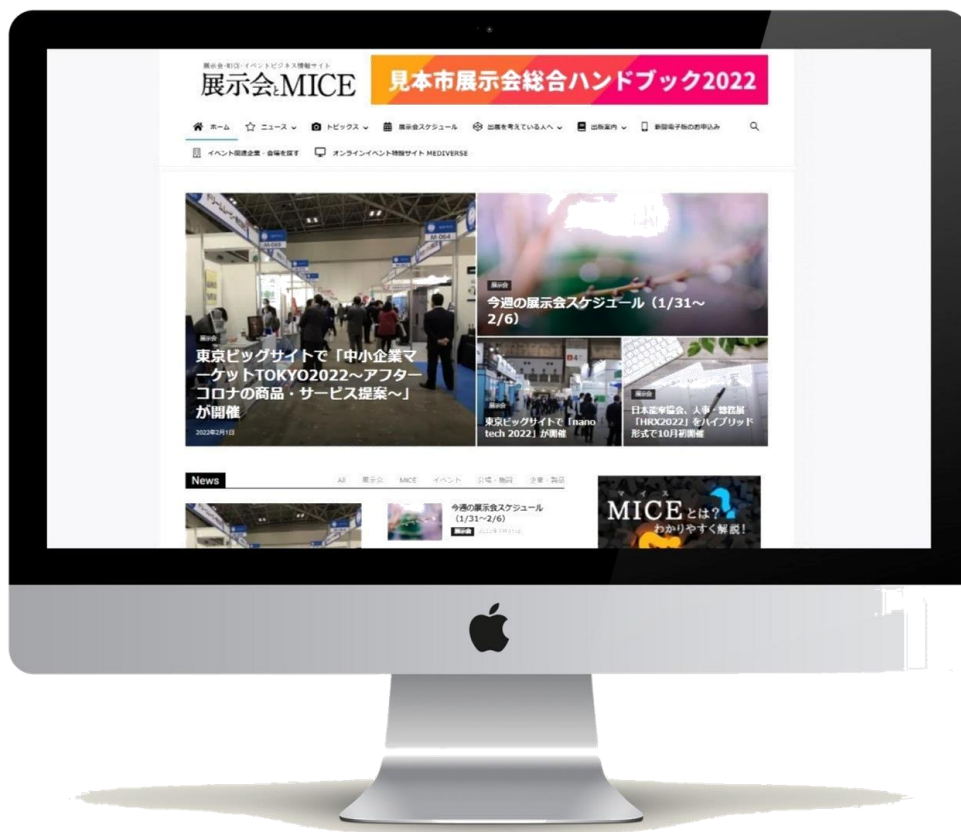 展示会・MICE・イベントビジネス情報サイト
展示会とMICE
見本市展示会総合ハンドブック2022
ホーム ニュース トピックス 展示会スケジュール 出展を考えている人へ 出版案内 新聞電子版のお申込み
イベント関連企業・会場を探す オンラインイベント特設サイト MEDIVERSE
M-064
展示会
東京ビッグサイトで「中小企業マ
ーケットTOKYO2022～アフター
コロナの商品・サービス提案～」
が開催
2022年2月1日
展示会
今週の展示会スケジュール（1/31～
2/6）
展示会
東京ビッグサイトで「nano
tech 2022」が開催
展示会
日本能率協会、人事・総務展
「HRX2022」をハイブリッド
形式で10月初開催
News
All 展示会 MICE イベント 会場・施設 企業・製品
今週の展示会スケジュール
（1/31～2/6）
展示会
マイス
MICEとは?
わかりやすく解説!